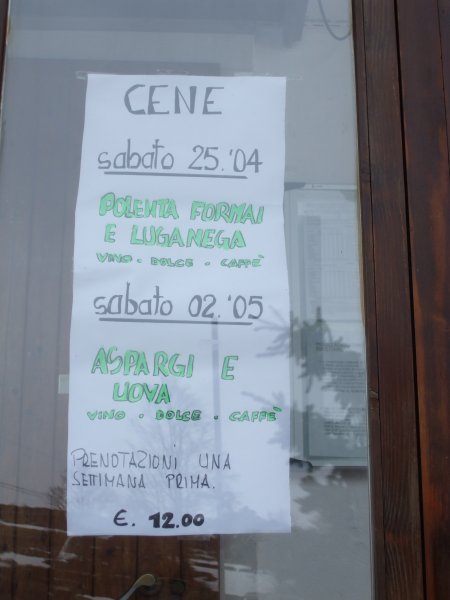 CENE
sabato 25.'04
POLENTA FORMAI
E LUGANEGA
VINO . DOLCE . CAFFÈ
sabato 02.'05
ASPARGI E
UOVA
VINO . DOLCE . CAFFÈ
PRENOTAZIONI UNA
SETTIMANA PRIMA.
€. 12.00